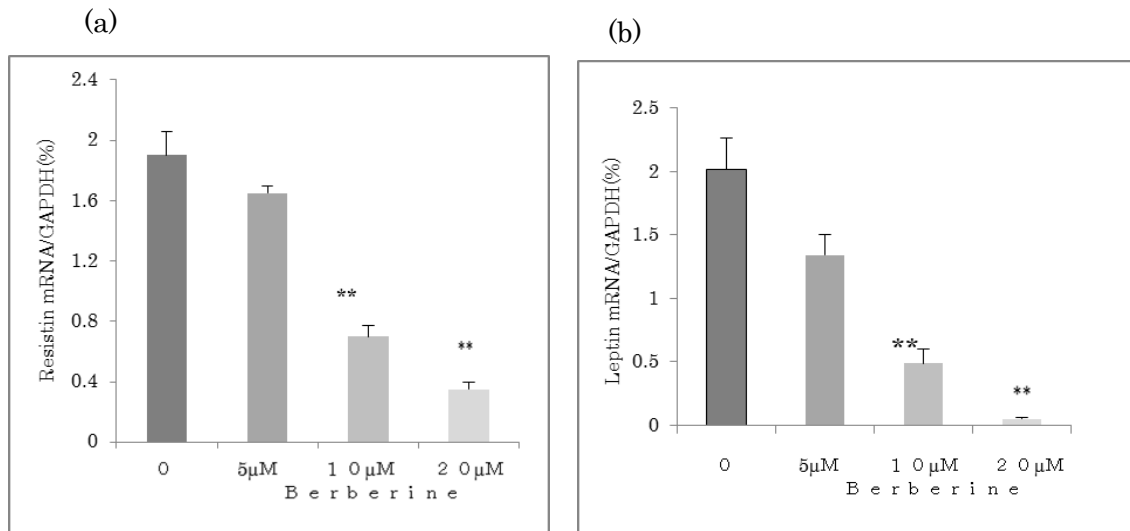 (a)
Resistin mRNA/GAPDH(%)
2.4
2
1.6
1.2
0.8
0.4
0
**
**
0 5µM 10µM 20µM
Berberine
(b)
Leptin mRNA/GAPDH(%)
2.5
2
1.5
1
0.5
0
**
**
0 5µM 10µM 20µM
Berberine